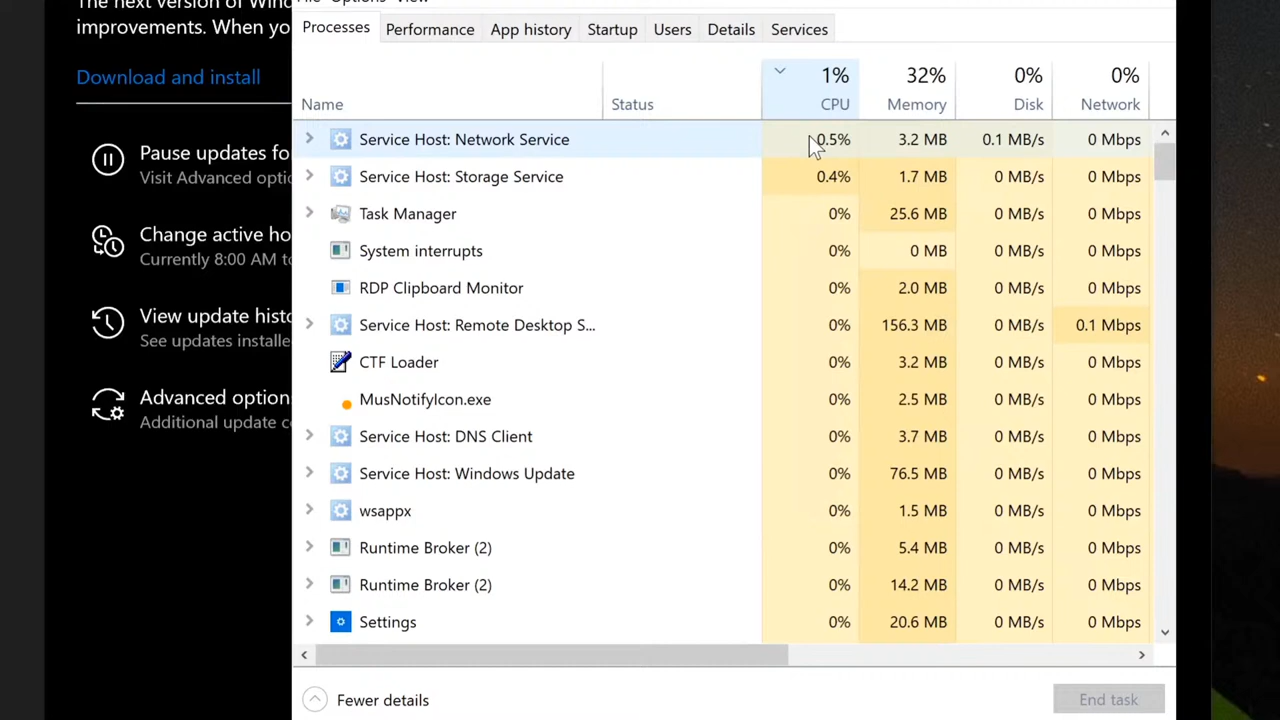 The next version of Wind
improvements. When yo
Download and install
Pause updates fo
Visit Advanced optic
Change active ho
Currently 8:00 AM to
View update histo
See updates installe
Advanced option
Additional update c
File Options View
Processes
Performance
App history
Startup
Users
Details
Services
1% 32% 0% 0%
Name Status CPU Memory Disk Network
Service Host: Network Service 0.5% 3.2 MB 0.1 MB/s 0 Mbps
Service Host: Storage Service 0.4% 1.7 MB 0 MB/s 0 Mbps
Task Manager 0% 25.6 MB 0 MB/s 0 Mbps
System interrupts 0% 0 MB 0 MB/s 0 Mbps
RDP Clipboard Monitor 0% 2.0 MB 0 MB/s 0 Mbps
Service Host: Remote Desktop S... 0% 156.3 MB 0 MB/s 0.1 Mbps
CTF Loader 0% 3.2 MB 0 MB/s 0 Mbps
MusNotifyIcon.exe 0% 2.5 MB 0 MB/s 0 Mbps
Service Host: DNS Client 0% 3.7 MB 0 MB/s 0 Mbps
Service Host: Windows Update 0% 76.5 MB 0 MB/s 0 Mbps
wsappx 0% 1.5 MB 0 MB/s 0 Mbps
Runtime Broker (2) 0% 5.4 MB 0 MB/s 0 Mbps
Runtime Broker (2) 0% 14.2 MB 0 MB/s 0 Mbps
Settings 0% 20.6 MB 0 MB/s 0 Mbps
Fewer details
End task